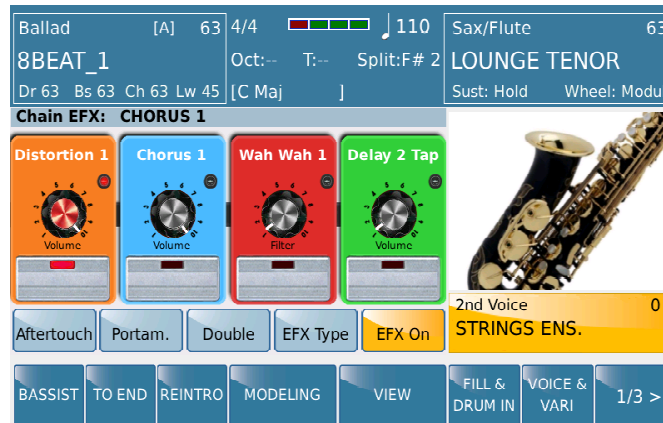 Ballad [A] 63 4/4 110 Sax/Flute 63
8BEAT_1 Oct:-- T:-- Split:F# 2 LOUNGE TENOR
Dr 63 Bs 63 Ch 63 Lw 45 [C Maj ] Sust: Hold Wheel: Modu
Chain EFX: CHORUS 1
Distortion 1 Chorus 1 Wah Wah 1 Delay 2 Tap
Volume Volume Filter Volume
2nd Voice 0
STRINGS ENS.
Aftertouch Portam. Double EFX Type EFX On
BASSIST TO END REINTRO MODELING VIEW FILL & DRUM IN VOICE & VARI 1/3 >